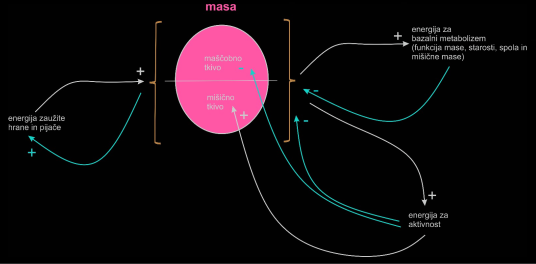 masa
energija za
bazalni metabolizem
(funkcija mase, starosti, spola in
mišične mase)
maščobno
tkivo
mišično
tkivo
energija zaužite
hrane in pijače
energija za
aktivnost
+
+
-
-
-
+
+
+